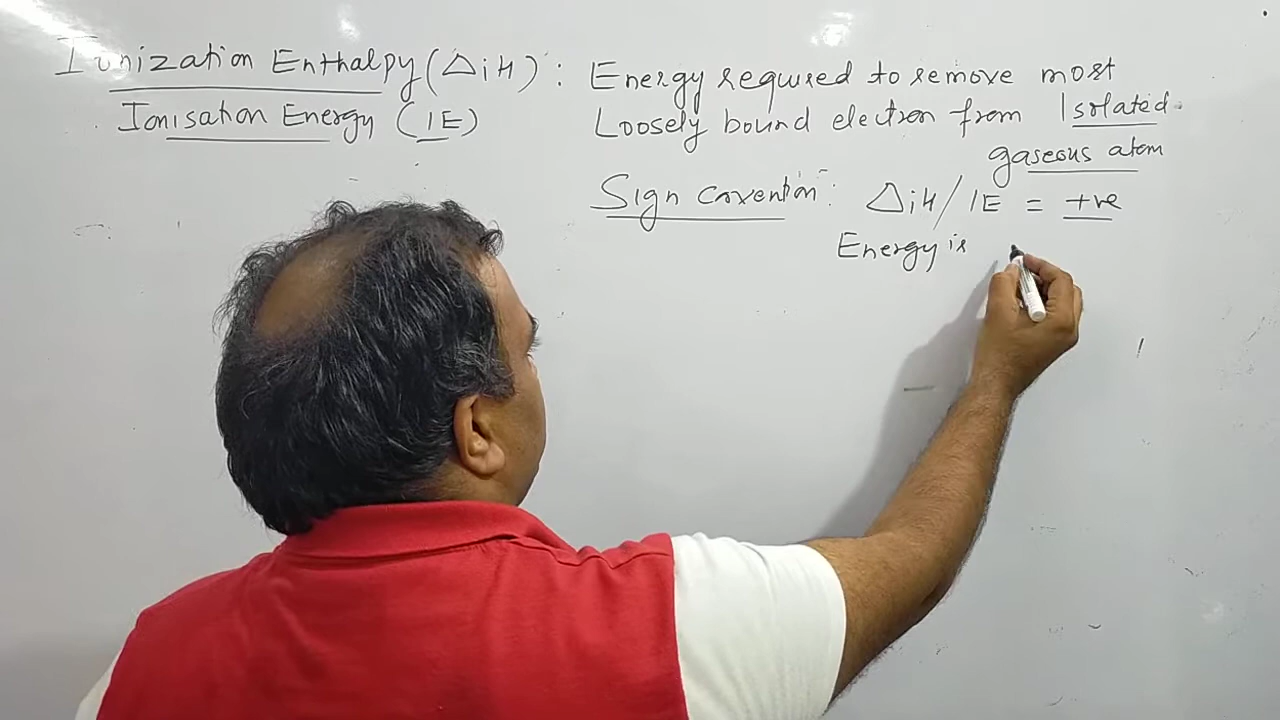 Ionization Enthalpy (ΔiH) : Energy required to remove most
Ionisation Energy (IE) Loosely bound electron from Isolated
gaseous atom
Sign convention : ΔiH / IE = +ve
Energy is